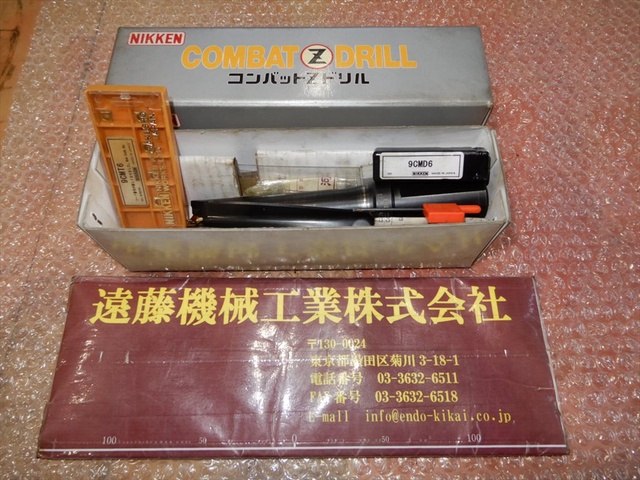 NIKKEN
COMBAT Z DRILL
コンバットZドリル
9CMT6
9CMD6
NIKKEN
遠藤機械工業株式会社
〒130-0024
東京都墨田区菊川 3-18-1
電話番号 03-3632-6511
FAX番号 03-3632-6518
E-mail info@endo-kikai.co.jp
100 50 0 50 100